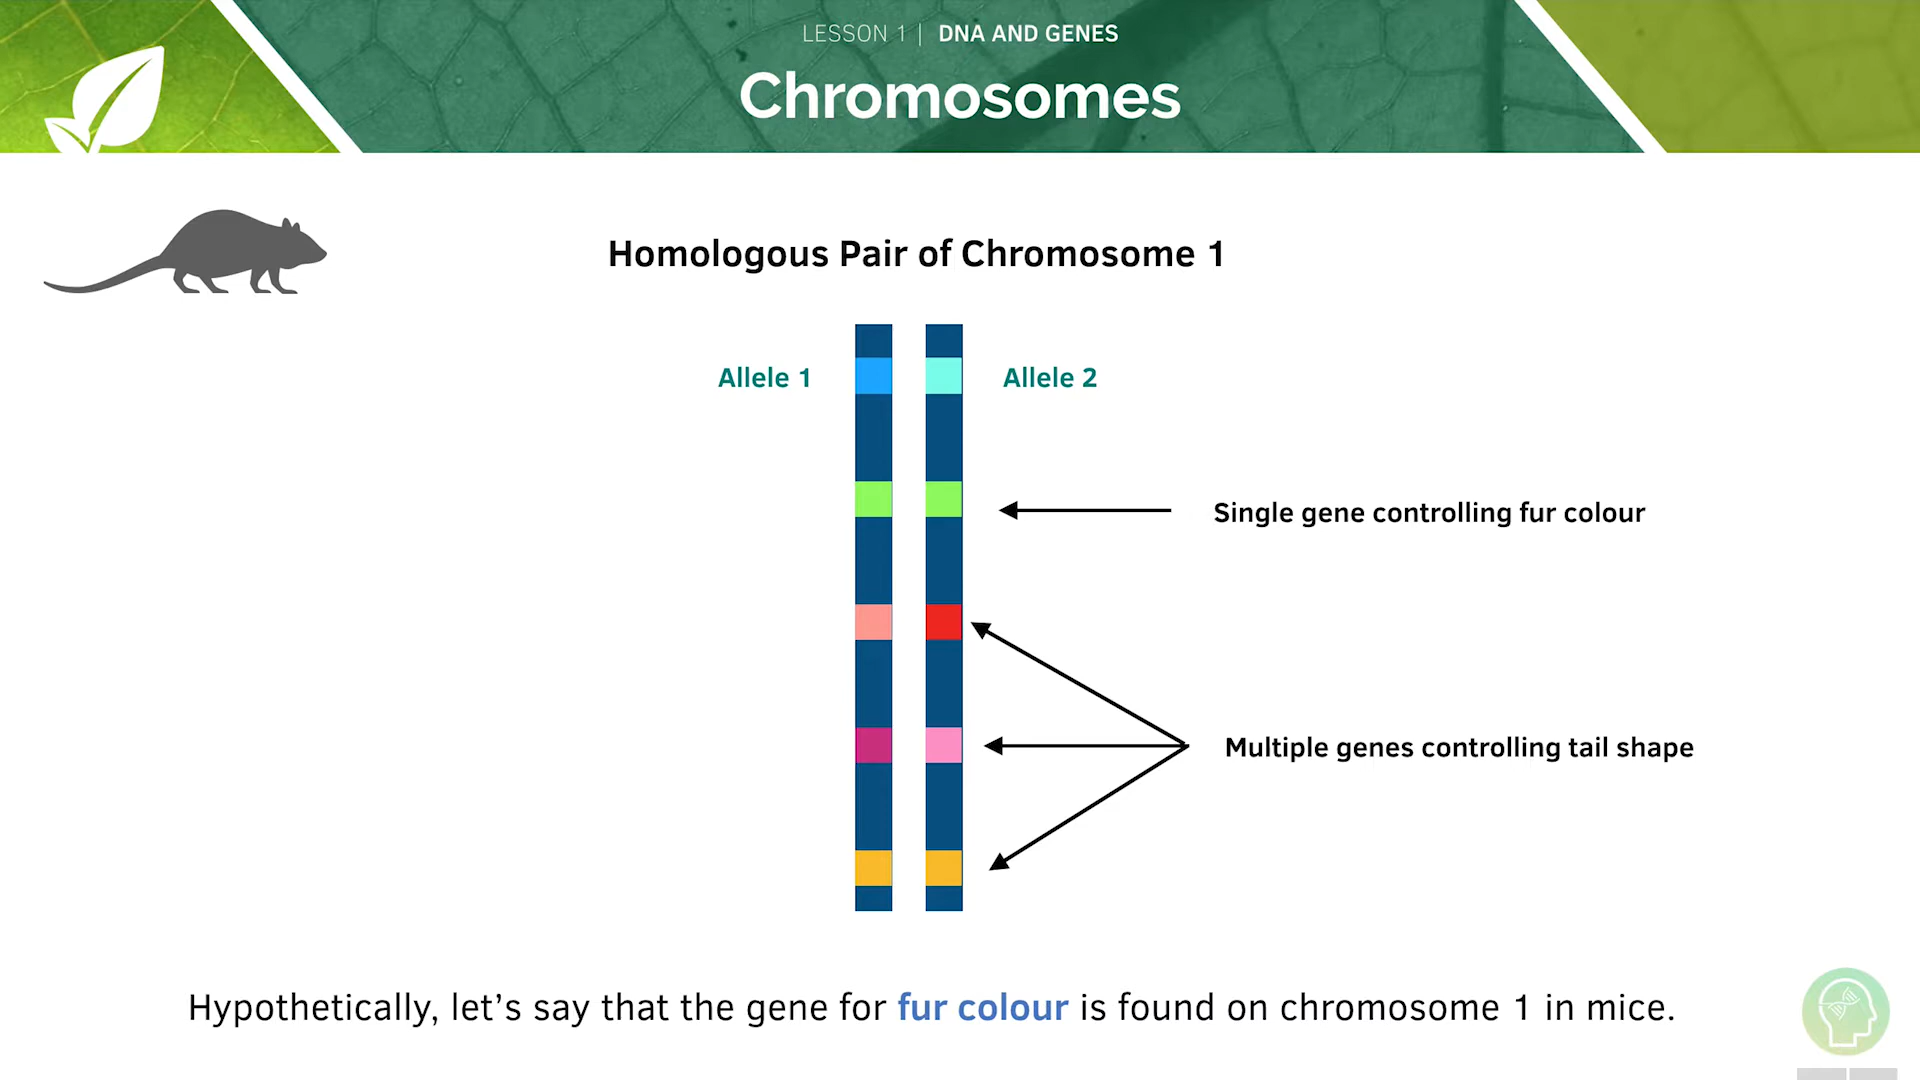 LESSON 1 | DNA AND GENES
Chromosomes
Homologous Pair of Chromosome 1
Allele 1
Allele 2
Single gene controlling fur colour
Multiple genes controlling tail shape
Hypothetically, let’s say that the gene for fur colour is found on chromosome 1 in mice.